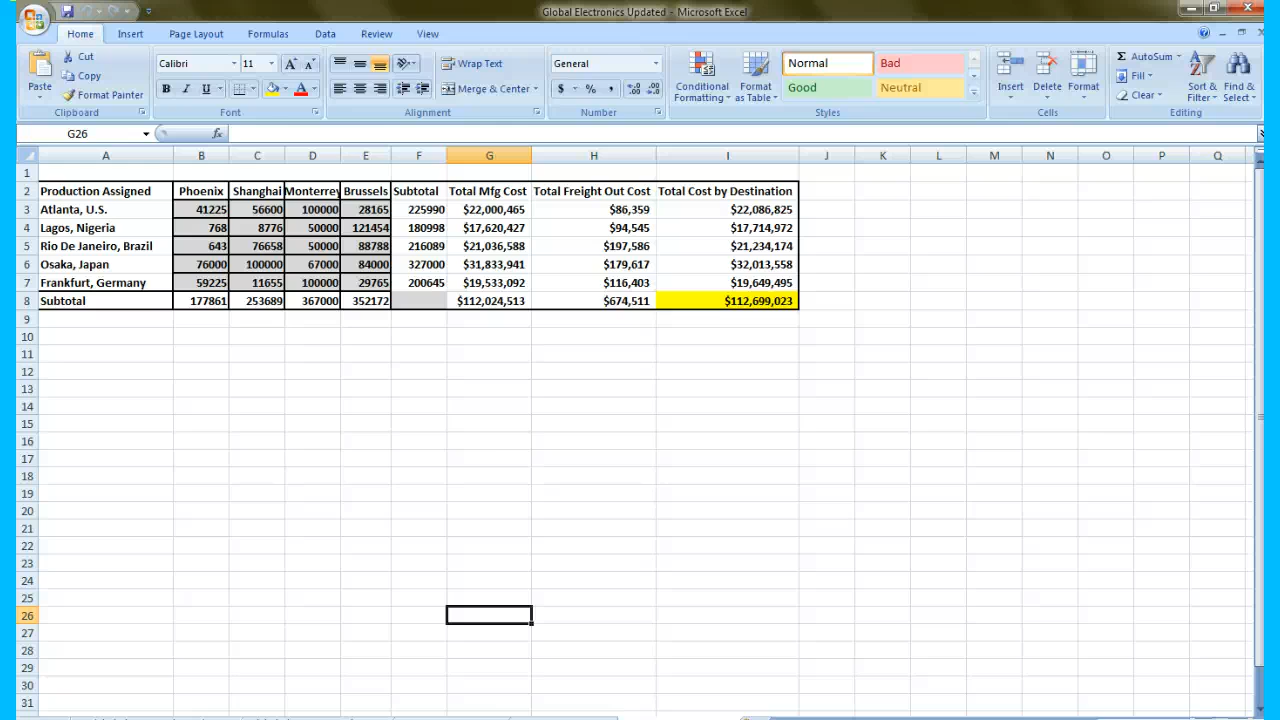 Global Electronics Updated - Microsoft Excel
Home Insert Page Layout Formulas Data Review View
Paste Cut Copy Format Painter
Calibri 11
B I U
Wrap Text
Merge & Center
General
$ % ,
Conditional Formatting Format as Table
Normal Bad
Good Neutral
Insert Delete Format
AutoSum Fill Clear
Sort & Filter Find & Select
Clipboard Font Alignment Number Styles Cells Editing
G26 fx
A B C D E F G H I J K L M N O P Q
1
2 Production Assigned Phoenix Shanghai Monterrey Brussels Subtotal Total Mfg Cost Total Freight Out Cost Total Cost by Destination
3 Atlanta, U.S. 41225 56600 100000 28165 225990 $22,000,465 $86,359 $22,086,825
4 Lagos, Nigeria 768 8776 50000 121454 180998 $17,620,427 $94,545 $17,714,972
5 Rio De Janeiro, Brazil 643 76658 50000 88788 216089 $21,036,588 $197,586 $21,234,174
6 Osaka, Japan 76000 100000 67000 84000 327000 $31,833,941 $179,617 $32,013,558
7 Frankfurt, Germany 59225 11655 100000 29765 200645 $19,533,092 $116,403 $19,649,495
8 Subtotal 177861 253689 367000 352172 $112,024,513 $674,511 $112,699,023
9
10
11
12
13
14
15
16
17
18
19
20
21
22
23
24
25
26
27
28
29
30
31